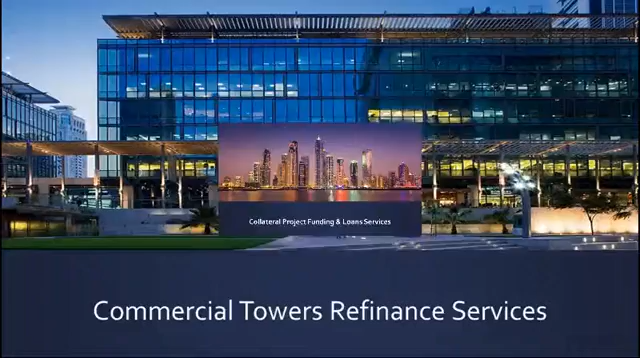 Collateral Project Funding & Loans Services
Commercial Towers Refinance Services